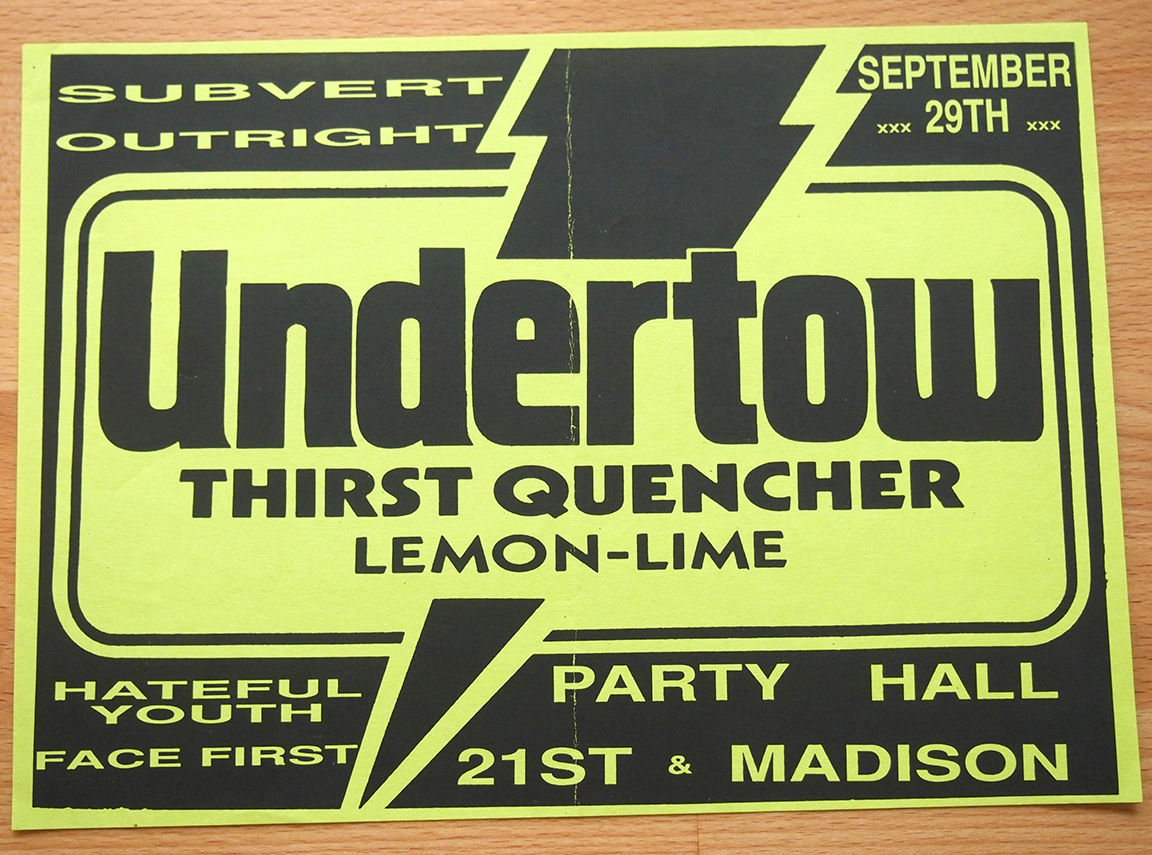 SUBVERT
OUTRIGHT
SEPTEMBER
xxx 29TH xxx
Undertow
THIRST QUENCHER
LEMON-LIME
HATEFUL
YOUTH
FACE FIRST
PARTY HALL
21ST & MADISON